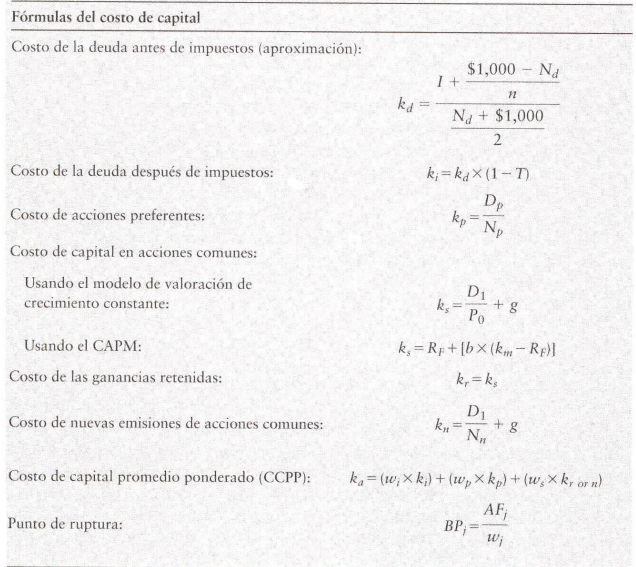 Fórmulas del costo de capital
Costo de la deuda antes de impuestos (aproximación):
k_d = (I + ($1,000 − N_d) / n) / ((N_d + $1,000) / 2)
Costo de la deuda después de impuestos: k_i = k_d × (1 − T)
Costo de acciones preferentes: k_p = D_p / N_p
Costo de capital en acciones comunes:
Usando el modelo de valoración de
crecimiento constante: k_s = D_1 / P_0 + g
Usando el CAPM: k_s = R_F + [b × (k_m − R_F)]
Costo de las ganancias retenidas: k_r = k_s
Costo de nuevas emisiones de acciones comunes: k_n = D_1 / N_n + g
Costo de capital promedio ponderado (CCPP): k_a = (w_i × k_i) + (w_p × k_p) + (w_s × k_{r or n})
Punto de ruptura: BP_j = AF_j / w_j